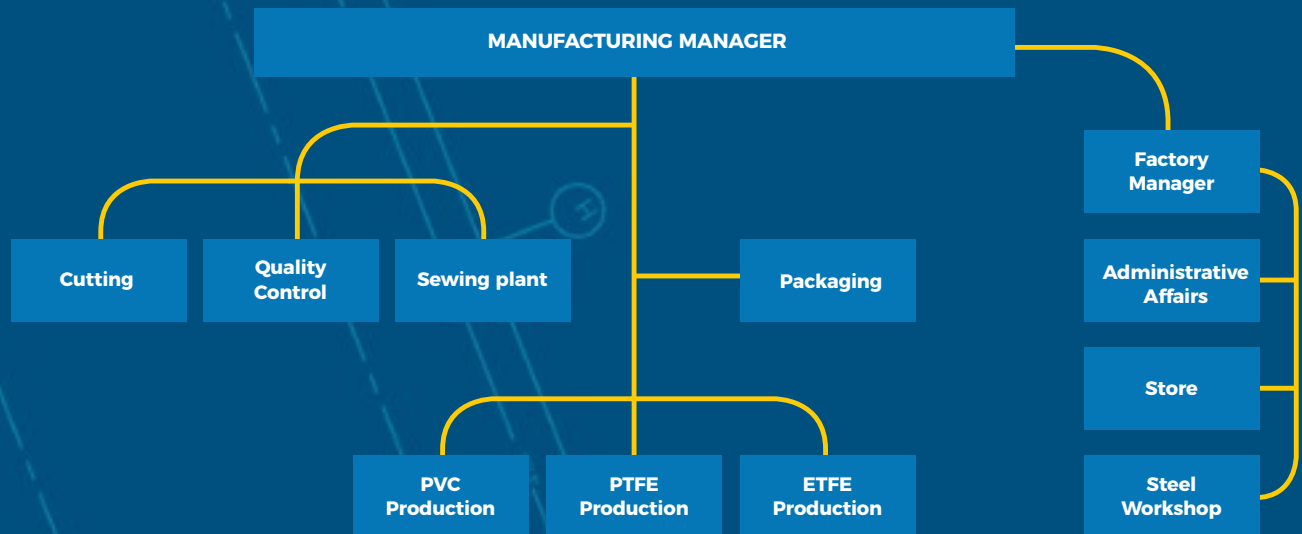 MANUFACTURING MANAGER
Factory
Manager
Cutting
Quality
Control
Sewing plant
Packaging
Administrative
Affairs
Store
PVC
Production
PTFE
Production
ETFE
Production
Steel
Workshop
H